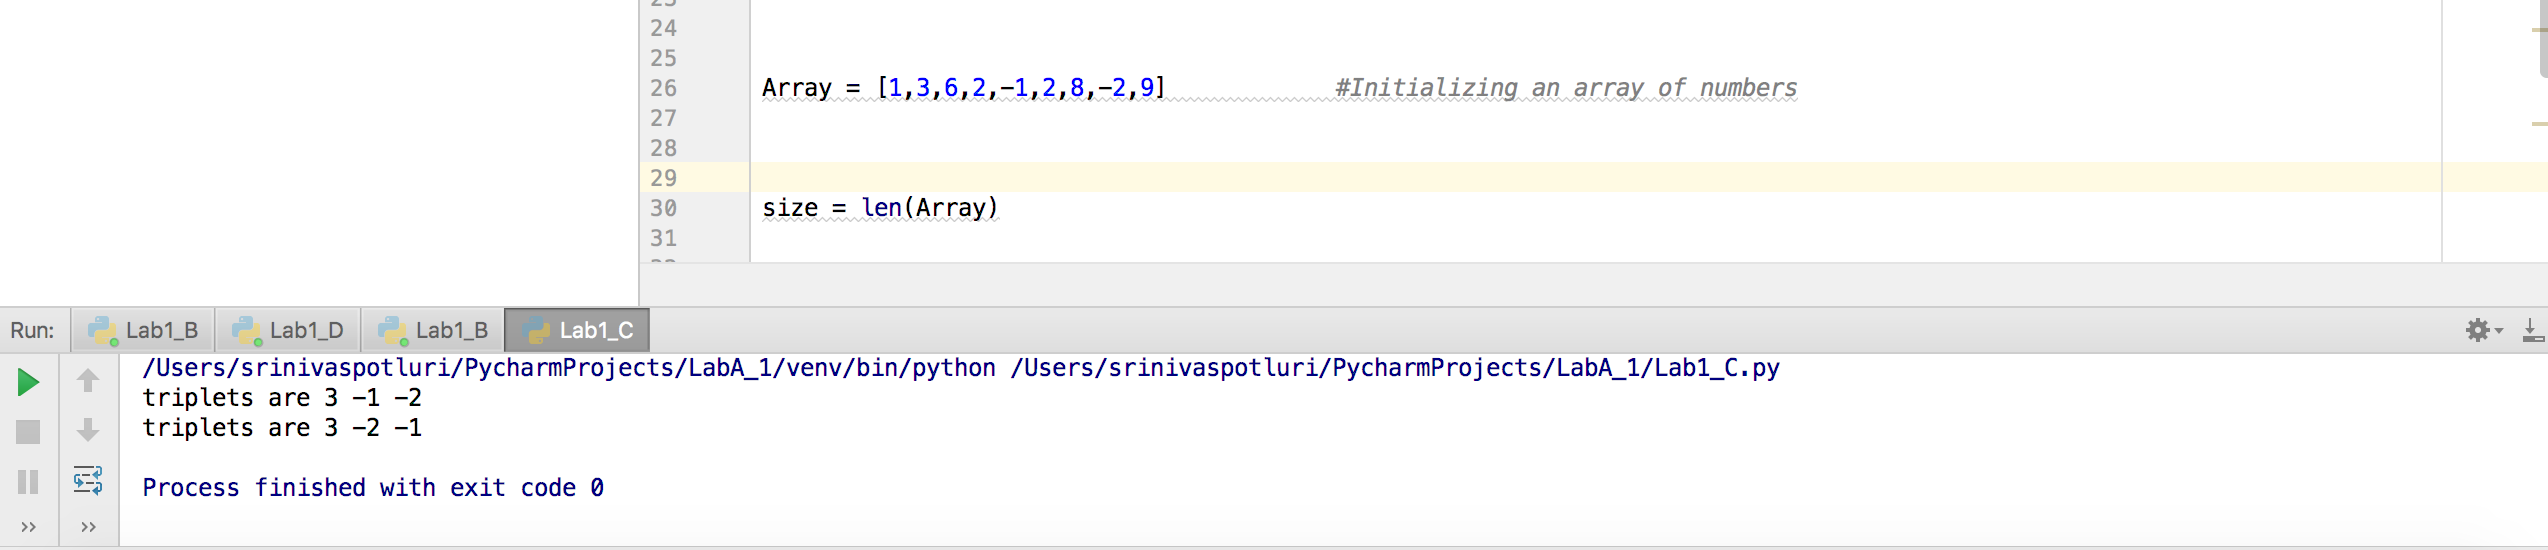 24
25
26 Array = [1,3,6,2,-1,2,8,-2,9] #Initializing an array of numbers
27
28
29
30 size = len(Array)
31
Run: Lab1_B Lab1_D Lab1_B Lab1_C
/Users/srinivaspotluri/PycharmProjects/LabA_1/venv/bin/python /Users/srinivaspotluri/PycharmProjects/LabA_1/Lab1_C.py
triplets are 3 -1 -2
triplets are 3 -2 -1
Process finished with exit code 0